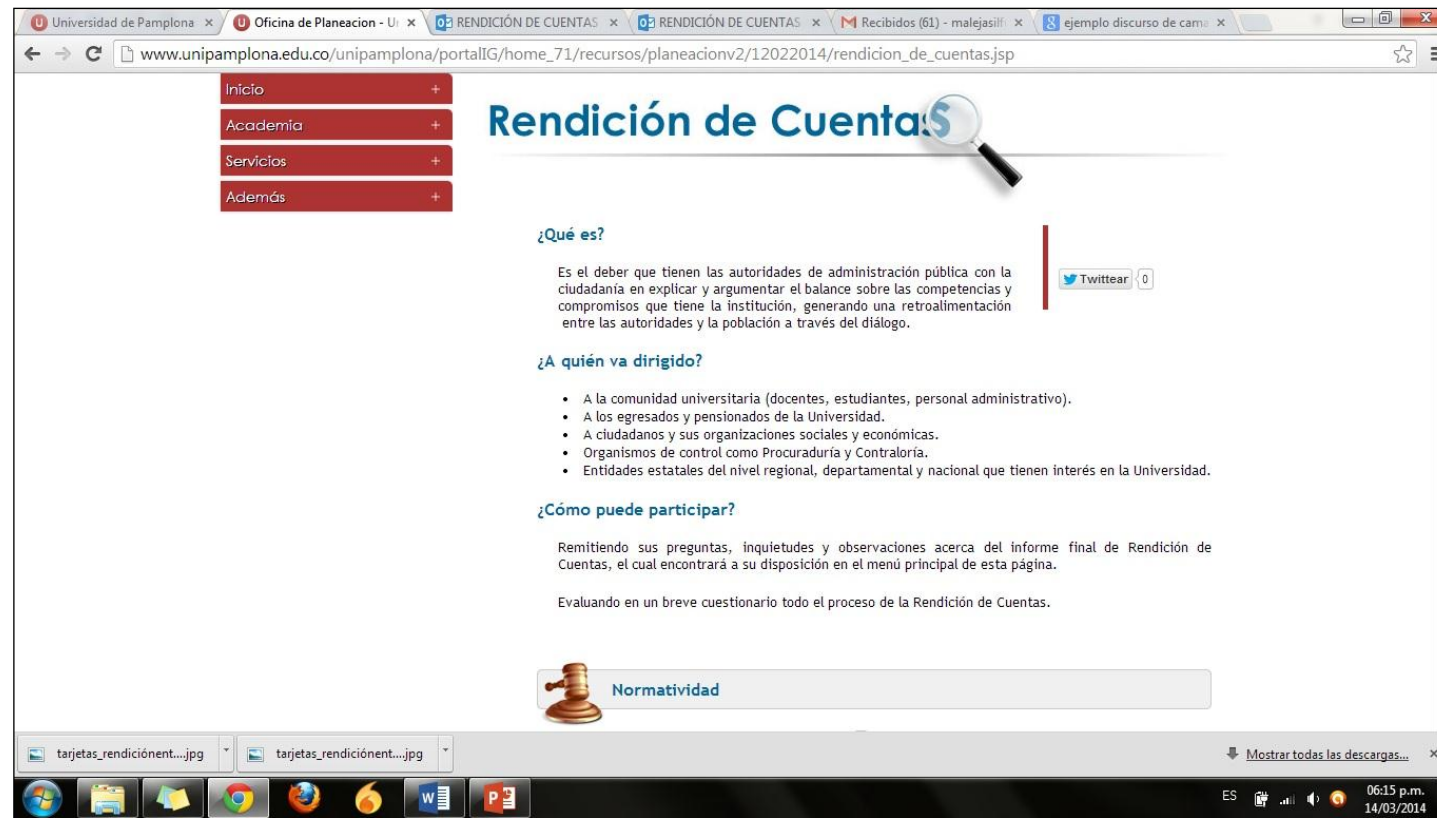 Universidad de Pamplona
Oficina de Planeacion - Un
RENDICIÓN DE CUENTAS
RENDICIÓN DE CUENTAS
Recibidos (61) - malejasilf
ejemplo discurso de cama
www.unipamplona.edu.co/unipamplona/portalIG/home_71/recursos/planeacionv2/12022014/rendicion_de_cuentas.jsp
Inicio +
Academia +
Servicios +
Además +
Rendición de CuentaS
¿Qué es?
Es el deber que tienen las autoridades de administración pública con la
ciudadanía en explicar y argumentar el balance sobre las competencias y
compromisos que tiene la institución, generando una retroalimentación
entre las autoridades y la población a través del diálogo.
Twittear 0
¿A quién va dirigido?
• A la comunidad universitaria (docentes, estudiantes, personal administrativo).
• A los egresados y pensionados de la Universidad.
• A ciudadanos y sus organizaciones sociales y económicas.
• Organismos de control como Procuraduría y Contraloría.
• Entidades estatales del nivel regional, departamental y nacional que tienen interés en la Universidad.
¿Cómo puede participar?
Remitiendo sus preguntas, inquietudes y observaciones acerca del informe final de Rendición de
Cuentas, el cual encontrará a su disposición en el menú principal de esta página.
Evaluando en un breve cuestionario todo el proceso de la Rendición de Cuentas.
Normatividad
tarjetas_rendiciónent....jpg
tarjetas_rendiciónent....jpg
Mostrar todas las descargas...
ES
06:15 p.m.
14/03/2014